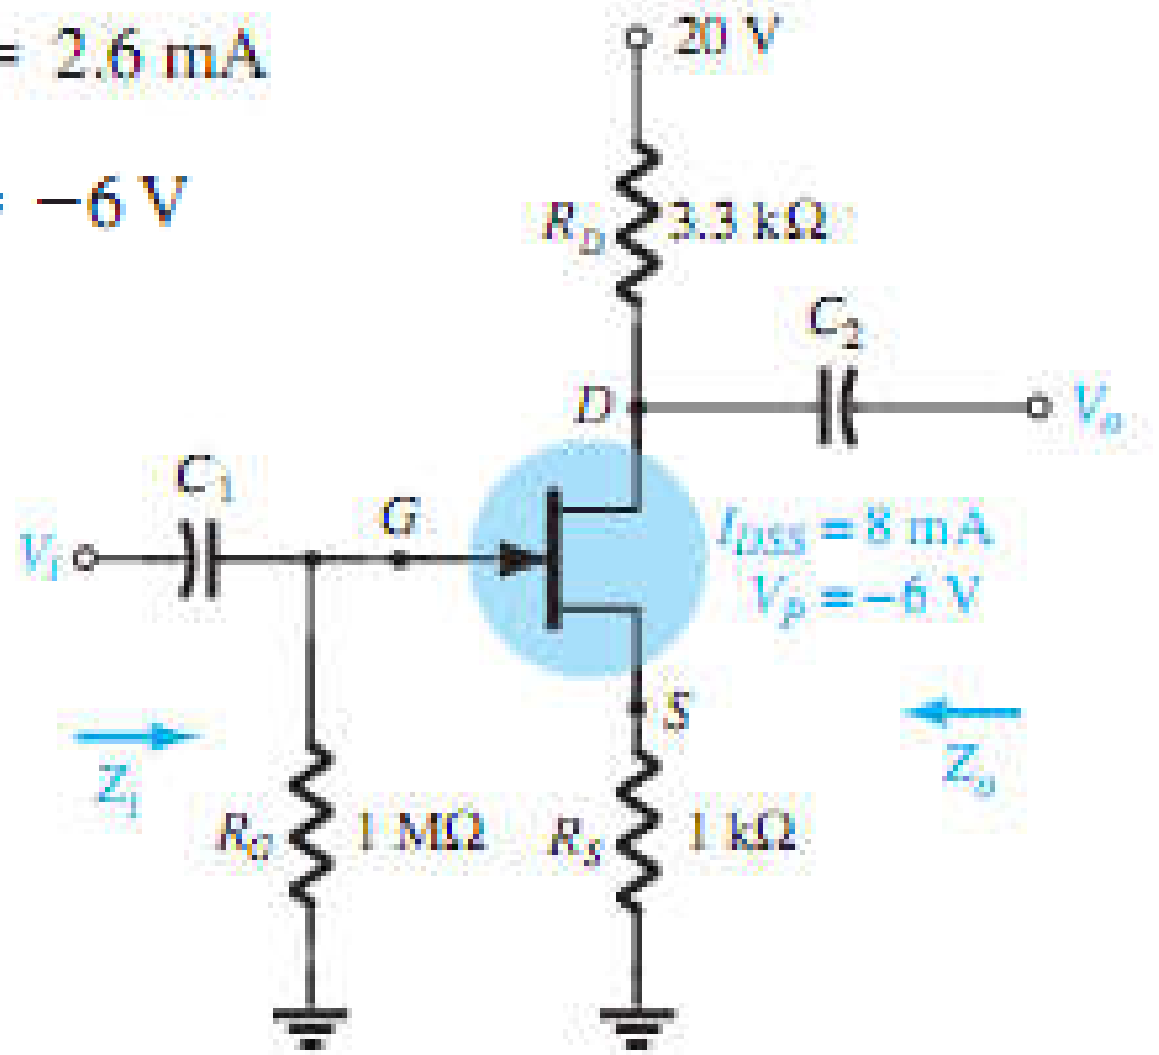 = 2.6 mA
= −6 V
20 V
R_D 3.3 kΩ
C_2
D
V_o
C_1
G
V_i
I_DSS = 8 mA
V_P = −6 V
S
Z_i
Z_o
R_G 1 MΩ
R_S 1 kΩ